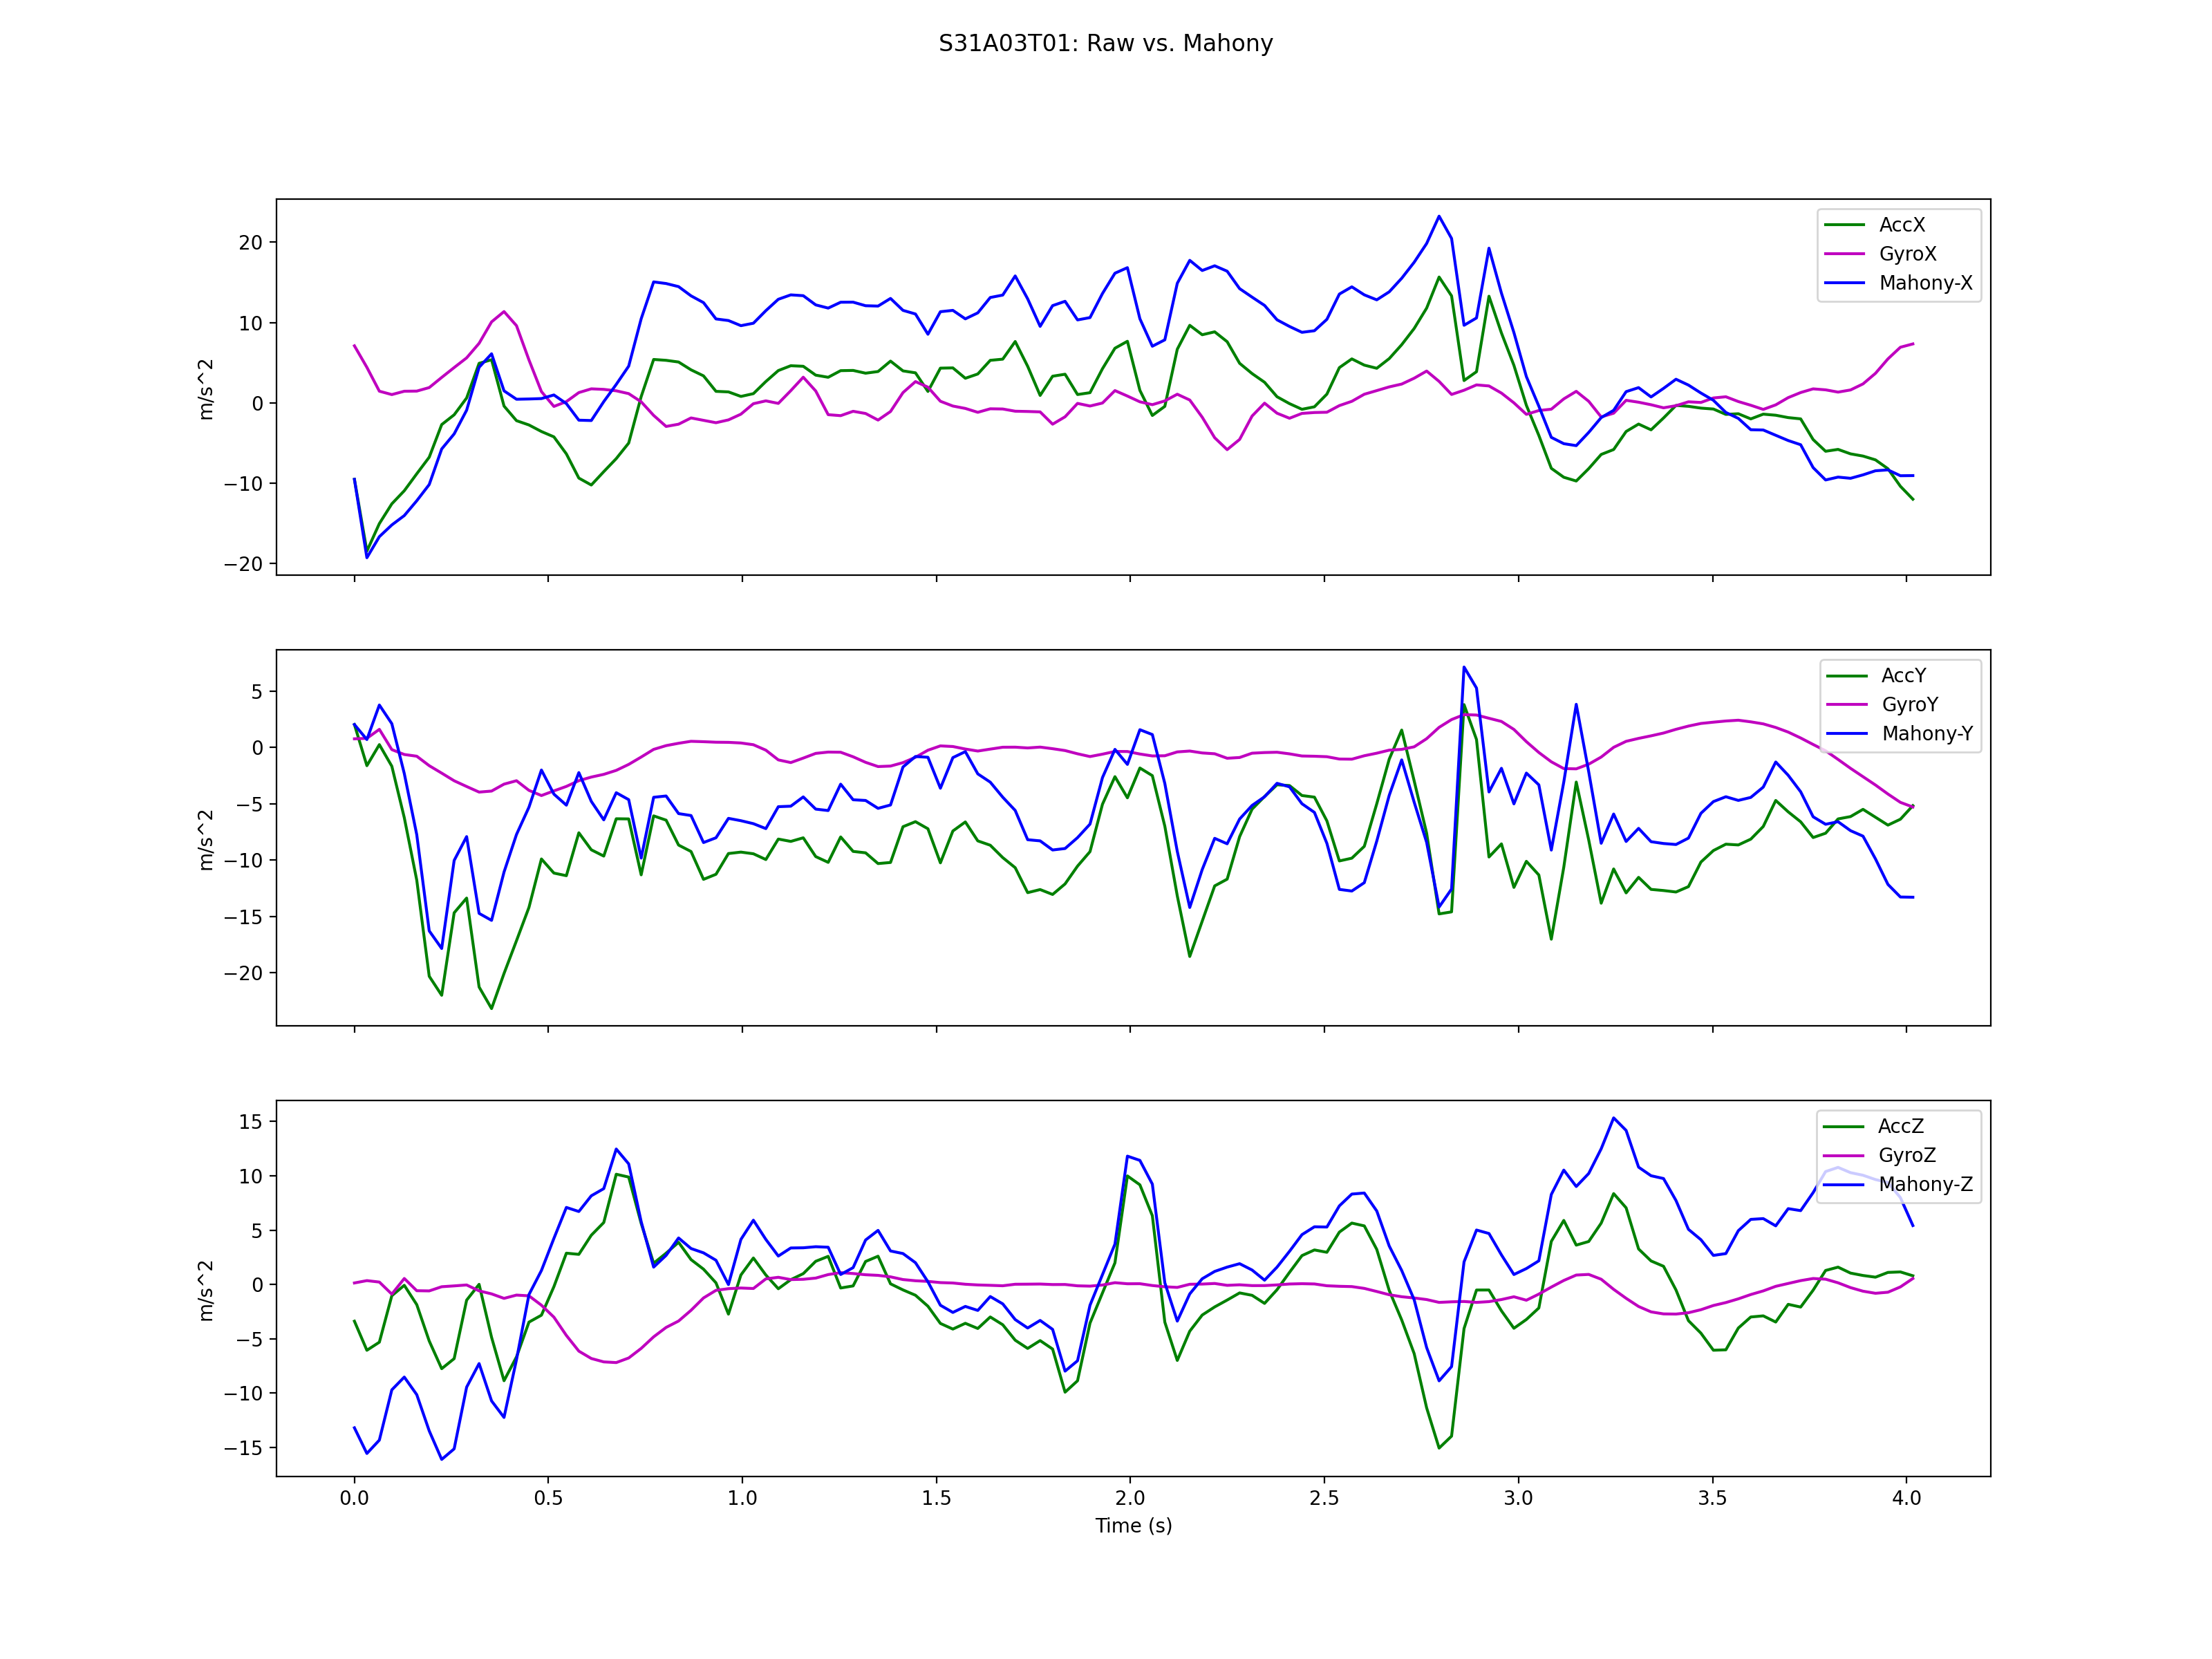 S31A03T01: Raw vs. Mahony
20
10
0
−10
−20
m/s^2
AccX
GyroX
Mahony-X
5
0
−5
−10
−15
−20
m/s^2
AccY
GyroY
Mahony-Y
15
10
5
0
−5
−10
−15
m/s^2
AccZ
GyroZ
Mahony-Z
0.0 0.5 1.0 1.5 2.0 2.5 3.0 3.5 4.0
Time (s)